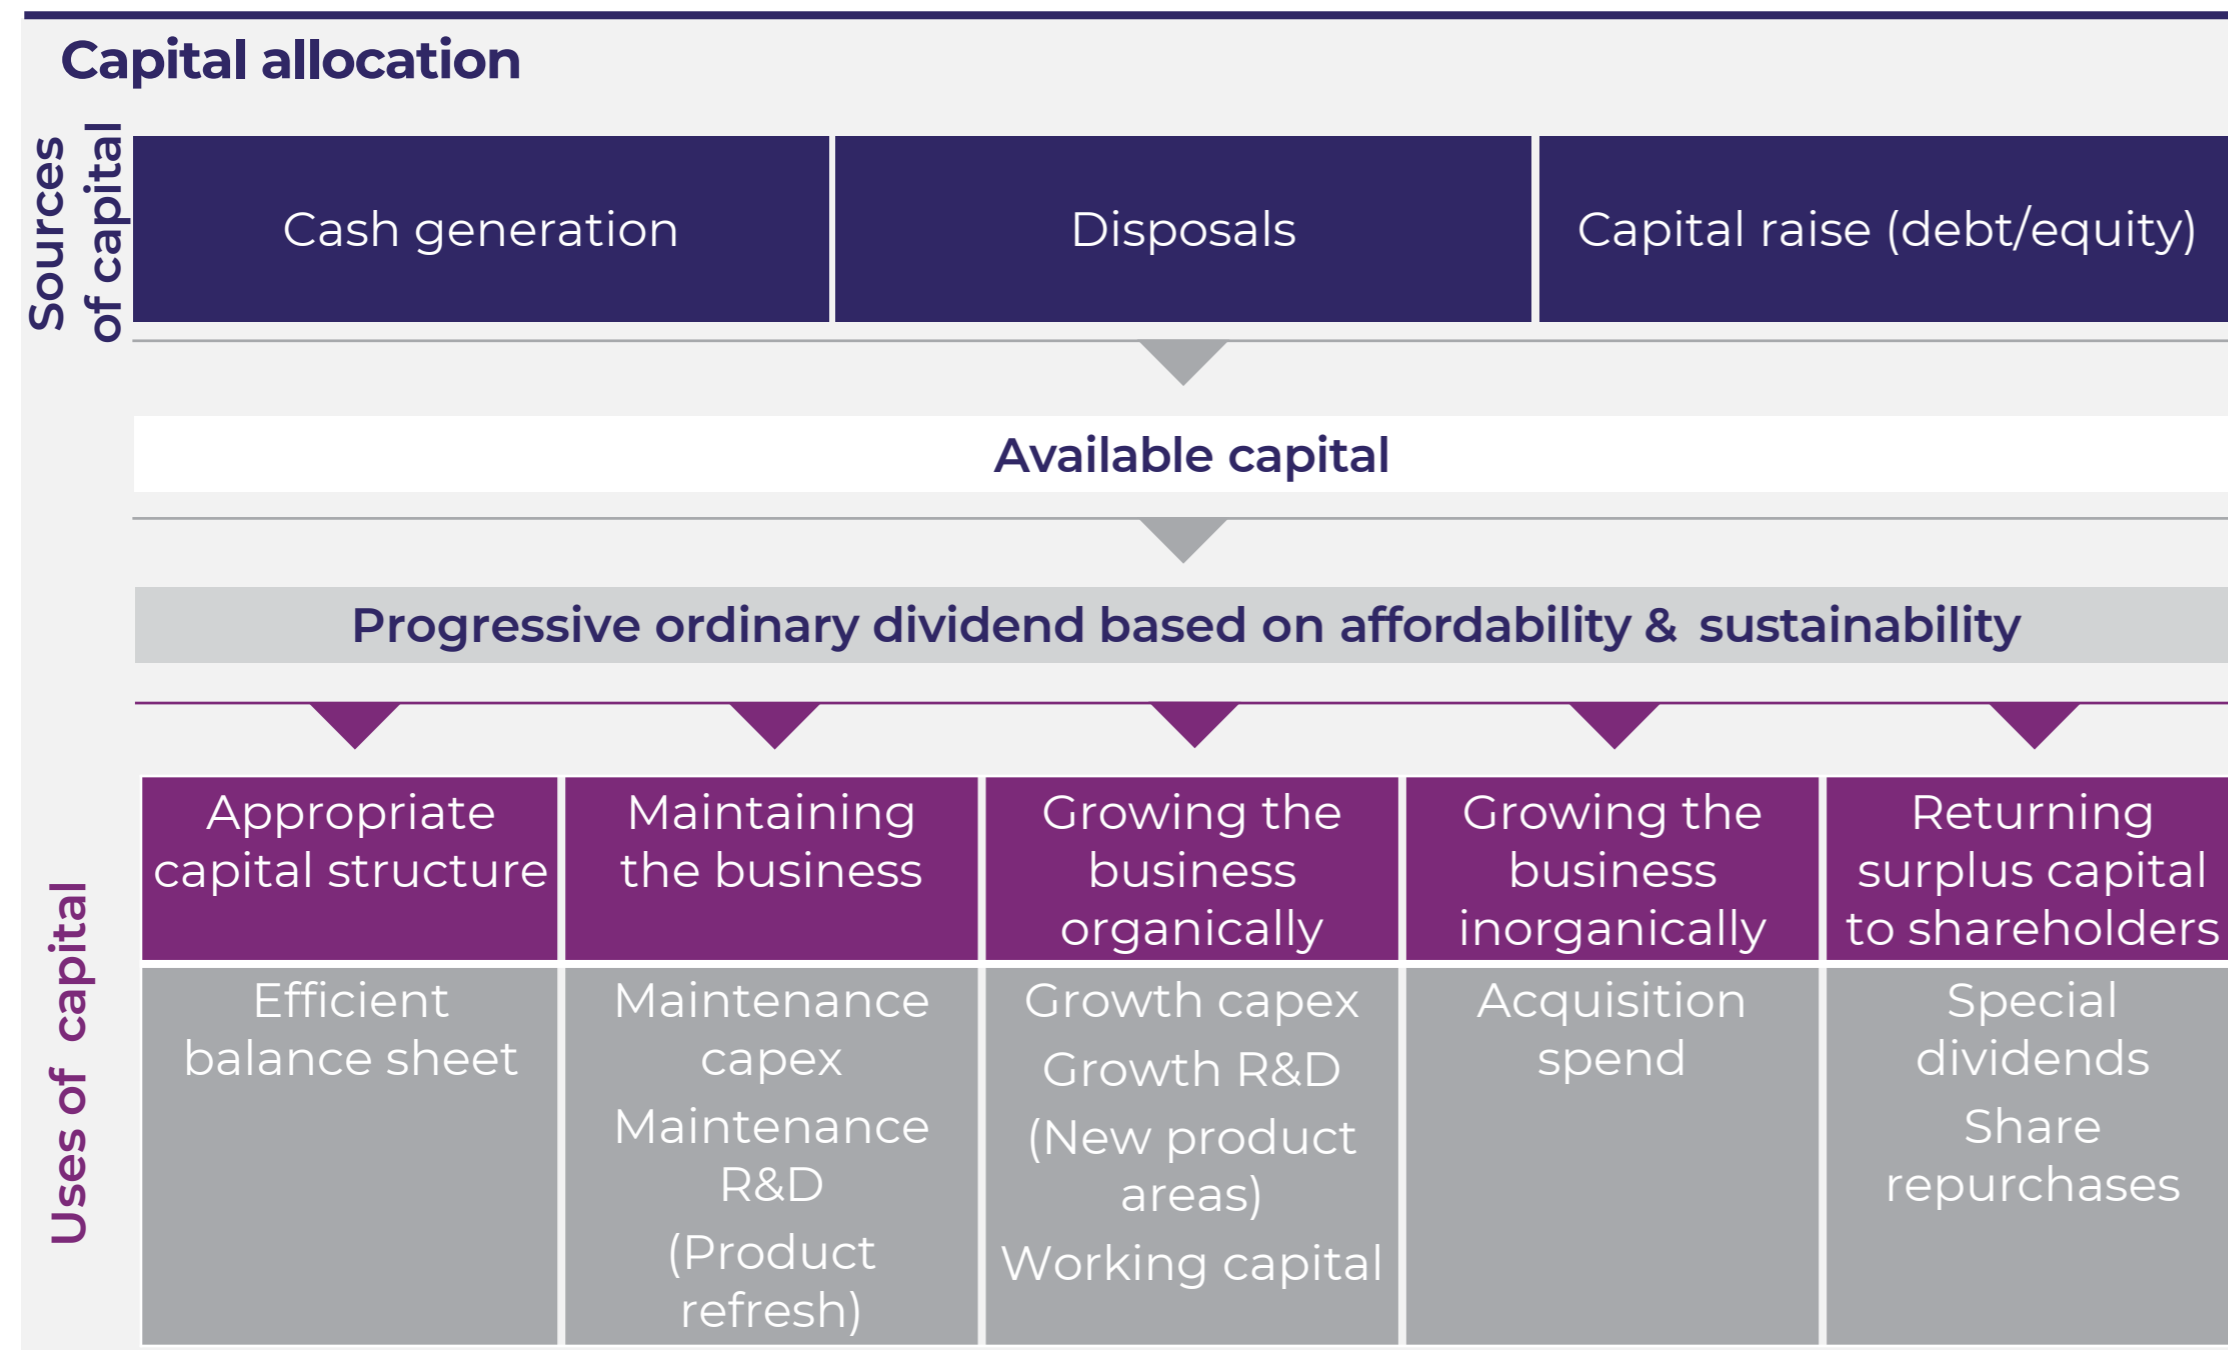 Capital allocation
Sources
of capital
Cash generation
Disposals
Capital raise (debt/equity)
Available capital
Progressive ordinary dividend based on affordability & sustainability
Uses of capital
Appropriate
capital structure
Maintaining
the business
Growing the
business
organically
Growing the
business
inorganically
Returning
surplus capital
to shareholders
Efficient
balance sheet
Maintenance
capex
Maintenance
R&D
(Product
refresh)
Growth capex
Growth R&D
(New product
areas)
Working capital
Acquisition
spend
Special
dividends
Share
repurchases